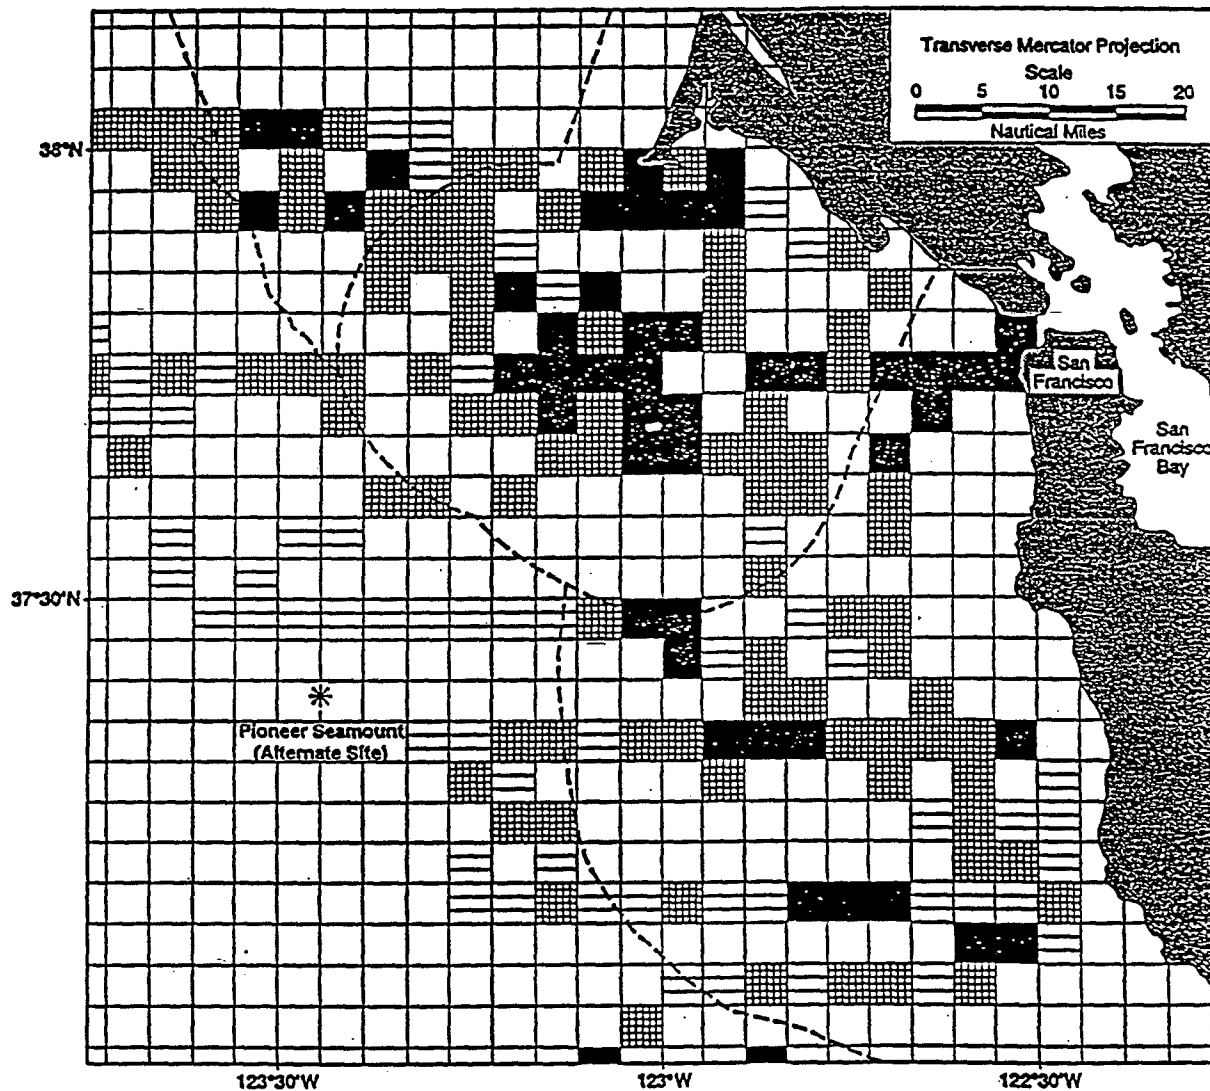 Transverse Mercator Projection
Scale
0 5 10 15 20
Nautical Miles
38°N
San
Francisco
San
Francisco
Bay
37°30'N
Pioneer Seamount
(Alternate Site)
123°30'W
123°W
122°30'W